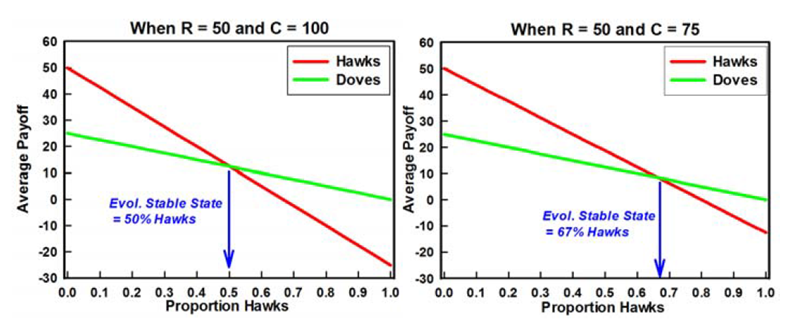 When R = 50 and C = 100
60
50
40
30
20
10
0
-10
-20
-30
Average Payoff
Hawks
Doves
Evol. Stable State
= 50% Hawks
0.0 0.1 0.2 0.3 0.4 0.5 0.6 0.7 0.8 0.9 1.0
Proportion Hawks
When R = 50 and C = 75
60
50
40
30
20
10
0
-10
-20
-30
Average Payoff
Hawks
Doves
Evol. Stable State
= 67% Hawks
0.0 0.1 0.2 0.3 0.4 0.5 0.6 0.7 0.8 0.9 1.0
Proportion Hawks